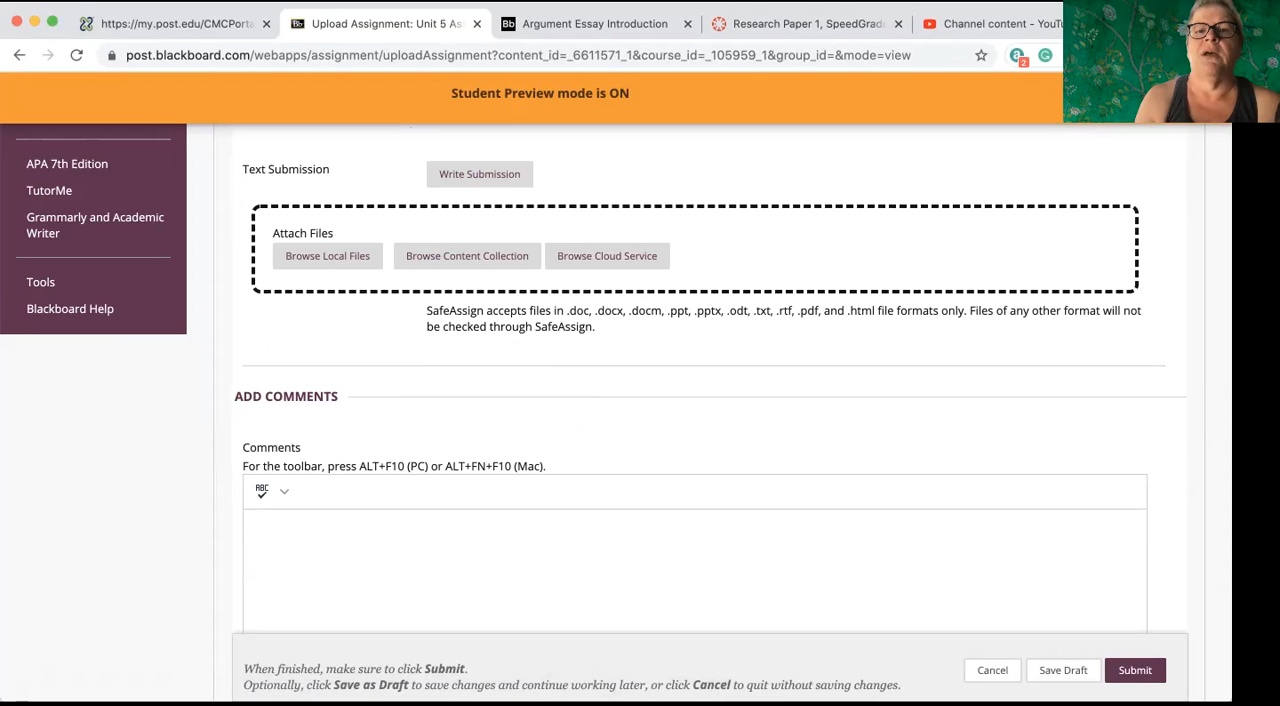 https://my.post.edu/CMCPorta
Upload Assignment: Unit 5 As
Bb
Argument Essay Introduction
Research Paper 1, SpeedGrad
Channel content - YouTu
post.blackboard.com/webapps/assignment/uploadAssignment?content_id=_6611571_1&course_id=_105959_1&group_id=&mode=view
2
Student Preview mode is ON
APA 7th Edition
TutorMe
Grammarly and Academic
Writer
Tools
Blackboard Help
Text Submission
Write Submission
Attach Files
Browse Local Files
Browse Content Collection
Browse Cloud Service
SafeAssign accepts files in .doc, .docx, .docm, .ppt, .pptx, .odt, .txt, .rtf, .pdf, and .html file formats only. Files of any other format will not
be checked through SafeAssign.
ADD COMMENTS
Comments
For the toolbar, press ALT+F10 (PC) or ALT+FN+F10 (Mac).
ABC
When finished, make sure to click Submit.
Optionally, click Save as Draft to save changes and continue working later, or click Cancel to quit without saving changes.
Cancel
Save Draft
Submit